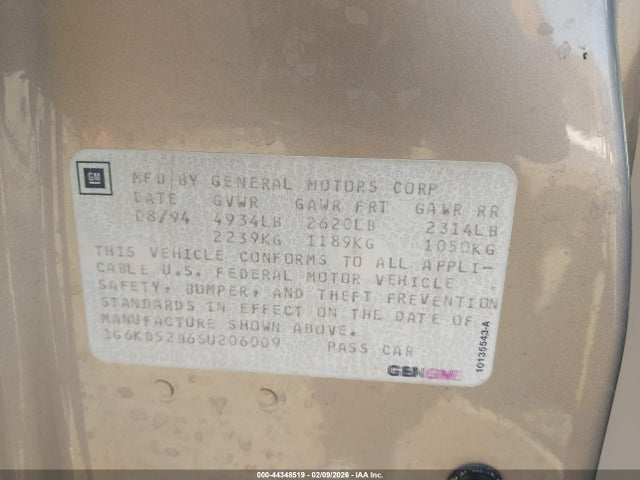 GM
MFD BY GENERAL MOTORS CORP
DATE GVWR GAWR FRT GAWR RR
08/94 4934LB 2620LB 2314LB
2239KG 1189KG 1050KG
THIS VEHICLE CONFORMS TO ALL APPLI-
CABLE U.S. FEDERAL MOTOR VEHICLE
SAFETY, BUMPER, AND THEFT PREVENTION
STANDARDS IN EFFECT ON THE DATE OF
MANUFACTURE SHOWN ABOVE.
1G6KD52B6SU206009 PASS CAR
10135543-A
000-44348519 - 02/09/2026 - IAA Inc.